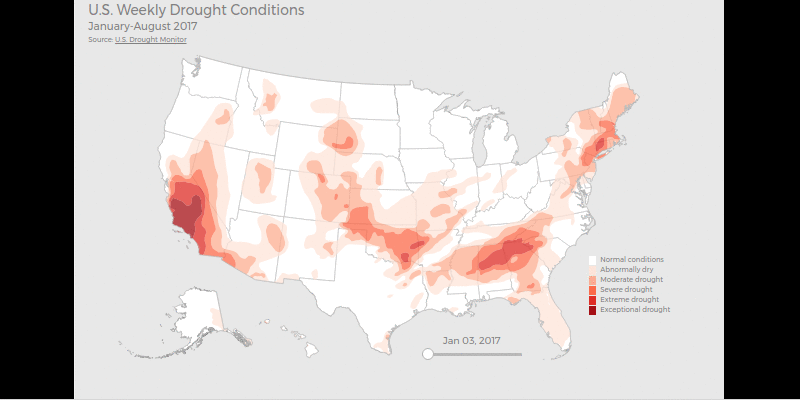 U.S. Weekly Drought Conditions
January-August 2017
Source: U.S. Drought Monitor
Normal conditions
Abnormally dry
Moderate drought
Severe drought
Extreme drought
Exceptional drought
Jan 03, 2017